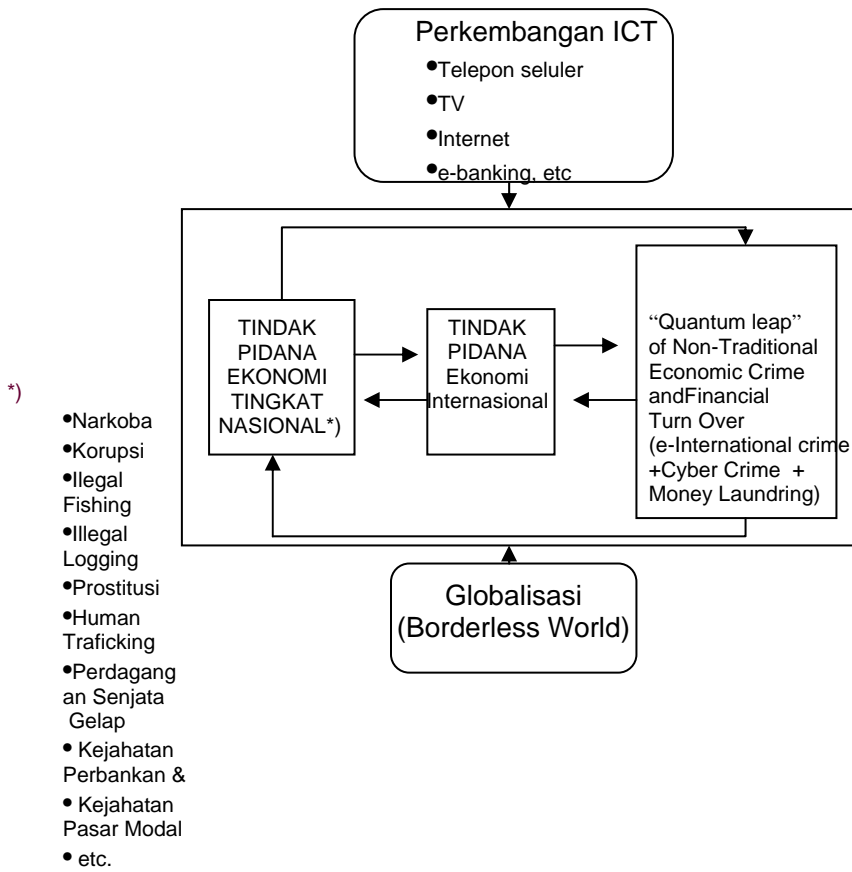 Perkembangan ICT
•Telepon seluler
•TV
•Internet
•e-banking, etc
TINDAK
PIDANA
EKONOMI
TINGKAT
NASIONAL*)
TINDAK
PIDANA
Ekonomi
Internasional
“Quantum leap”
of Non-Traditional
Economic Crime
andFinancial
Turn Over
(e-International crime
+Cyber Crime +
Money Laundring)
Globalisasi
(Borderless World)
*)
•Narkoba
•Korupsi
•Ilegal
Fishing
•Illegal
Logging
•Prostitusi
•Human
Traficking
•Perdagang
an Senjata
Gelap
• Kejahatan
Perbankan &
• Kejahatan
Pasar Modal
• etc.